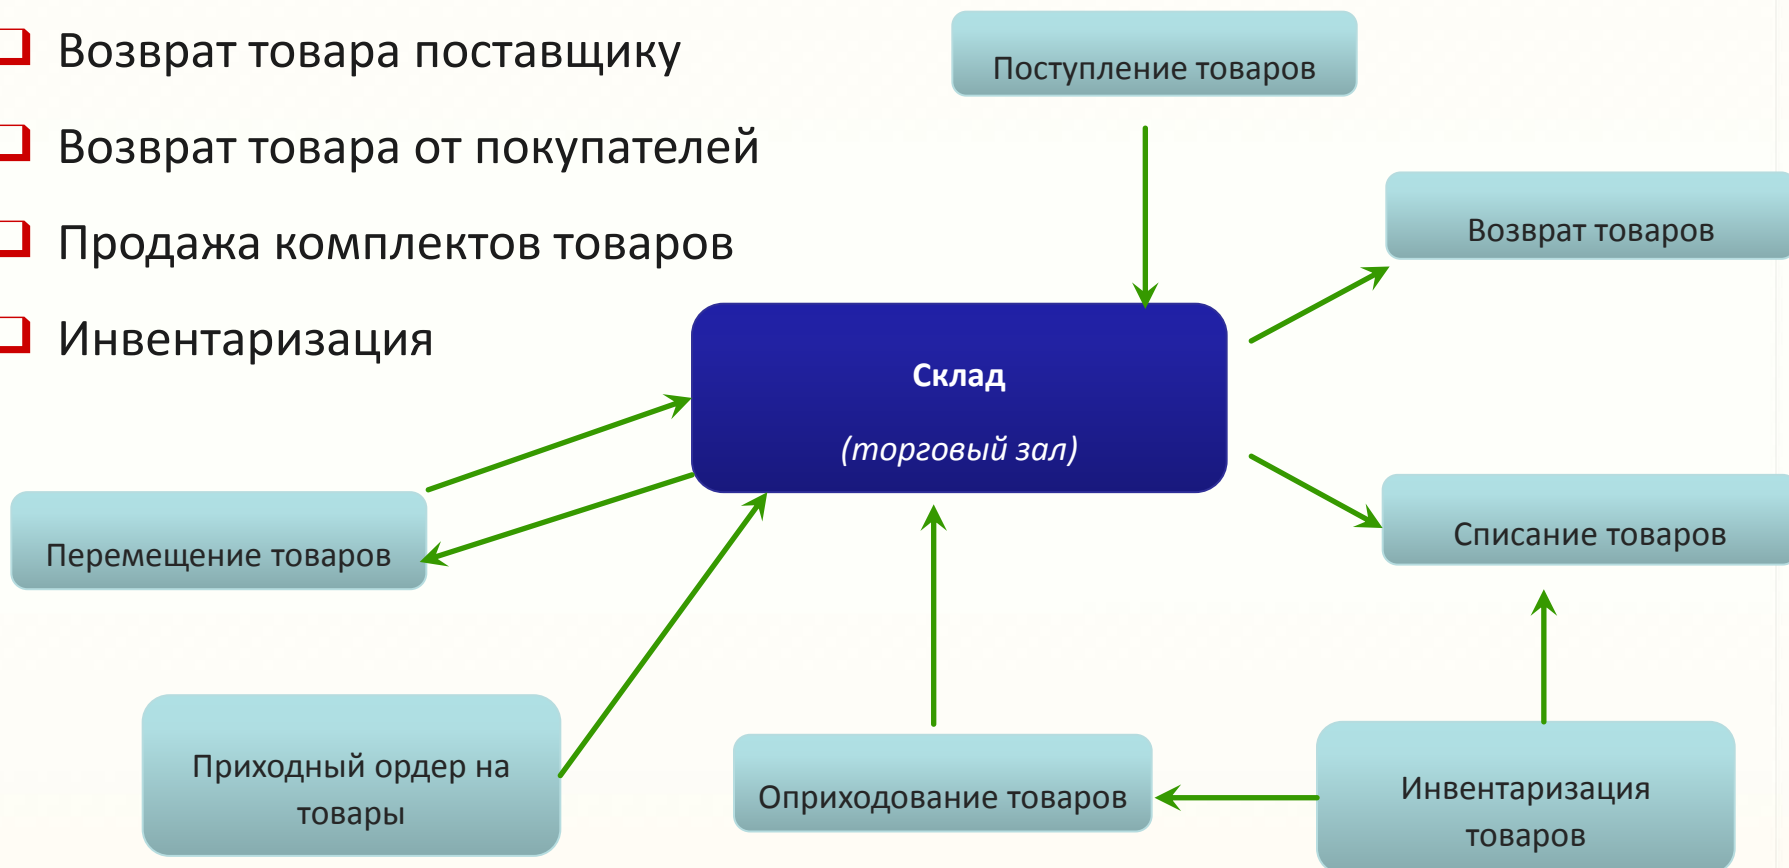 Возврат товара поставщику
Возврат товара от покупателей
Продажа комплектов товаров
Инвентаризация
Поступление товаров
Возврат товаров
Склад
(торговый зал)
Перемещение товаров
Списание товаров
Приходный ордер на
товары
Оприходование товаров
Инвентаризация
товаров